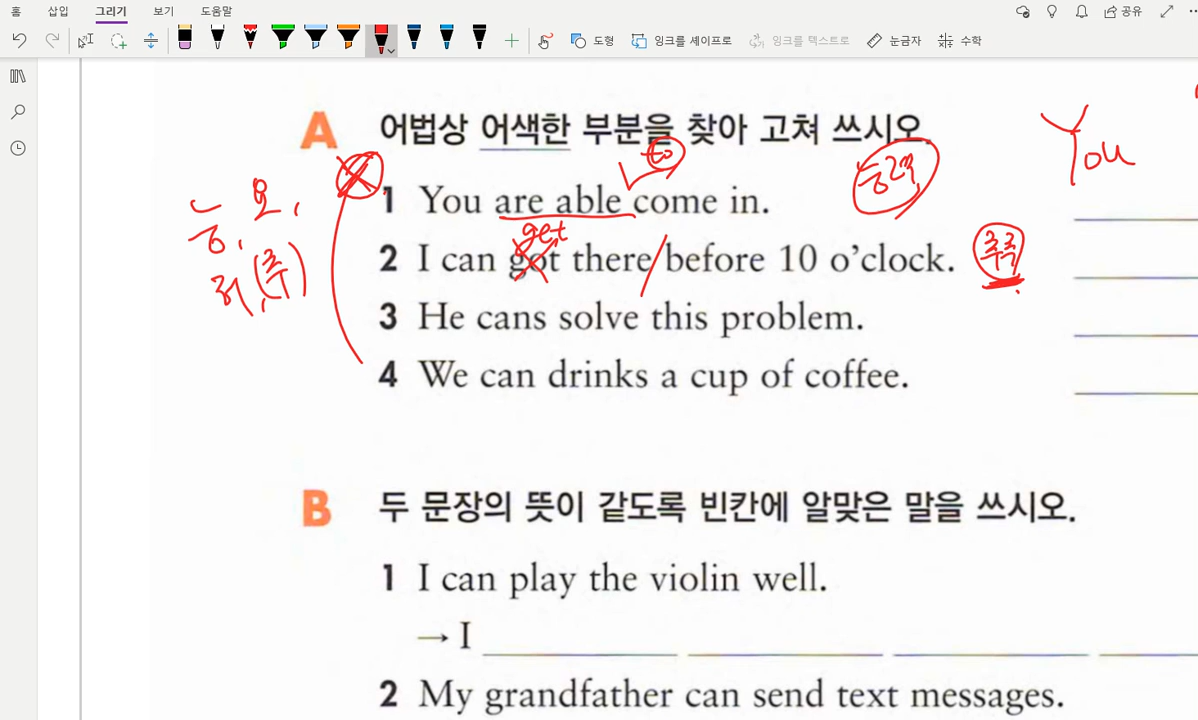 홈 삽입 그리기 보기 도움말
공유
도형 잉크를 셰이프로 잉크를 텍스트로 눈금자 수학
A 어법상 어색한 부분을 찾아 고쳐 쓰시오.
You
to
능력
1 You are able come in.
능, 요,
get
2 I can got there before 10 o'clock.
추측
허, (추)
3 He cans solve this problem.
4 We can drinks a cup of coffee.
B 두 문장의 뜻이 같도록 빈칸에 알맞은 말을 쓰시오.
1 I can play the violin well.
→ I
2 My grandfather can send text messages.